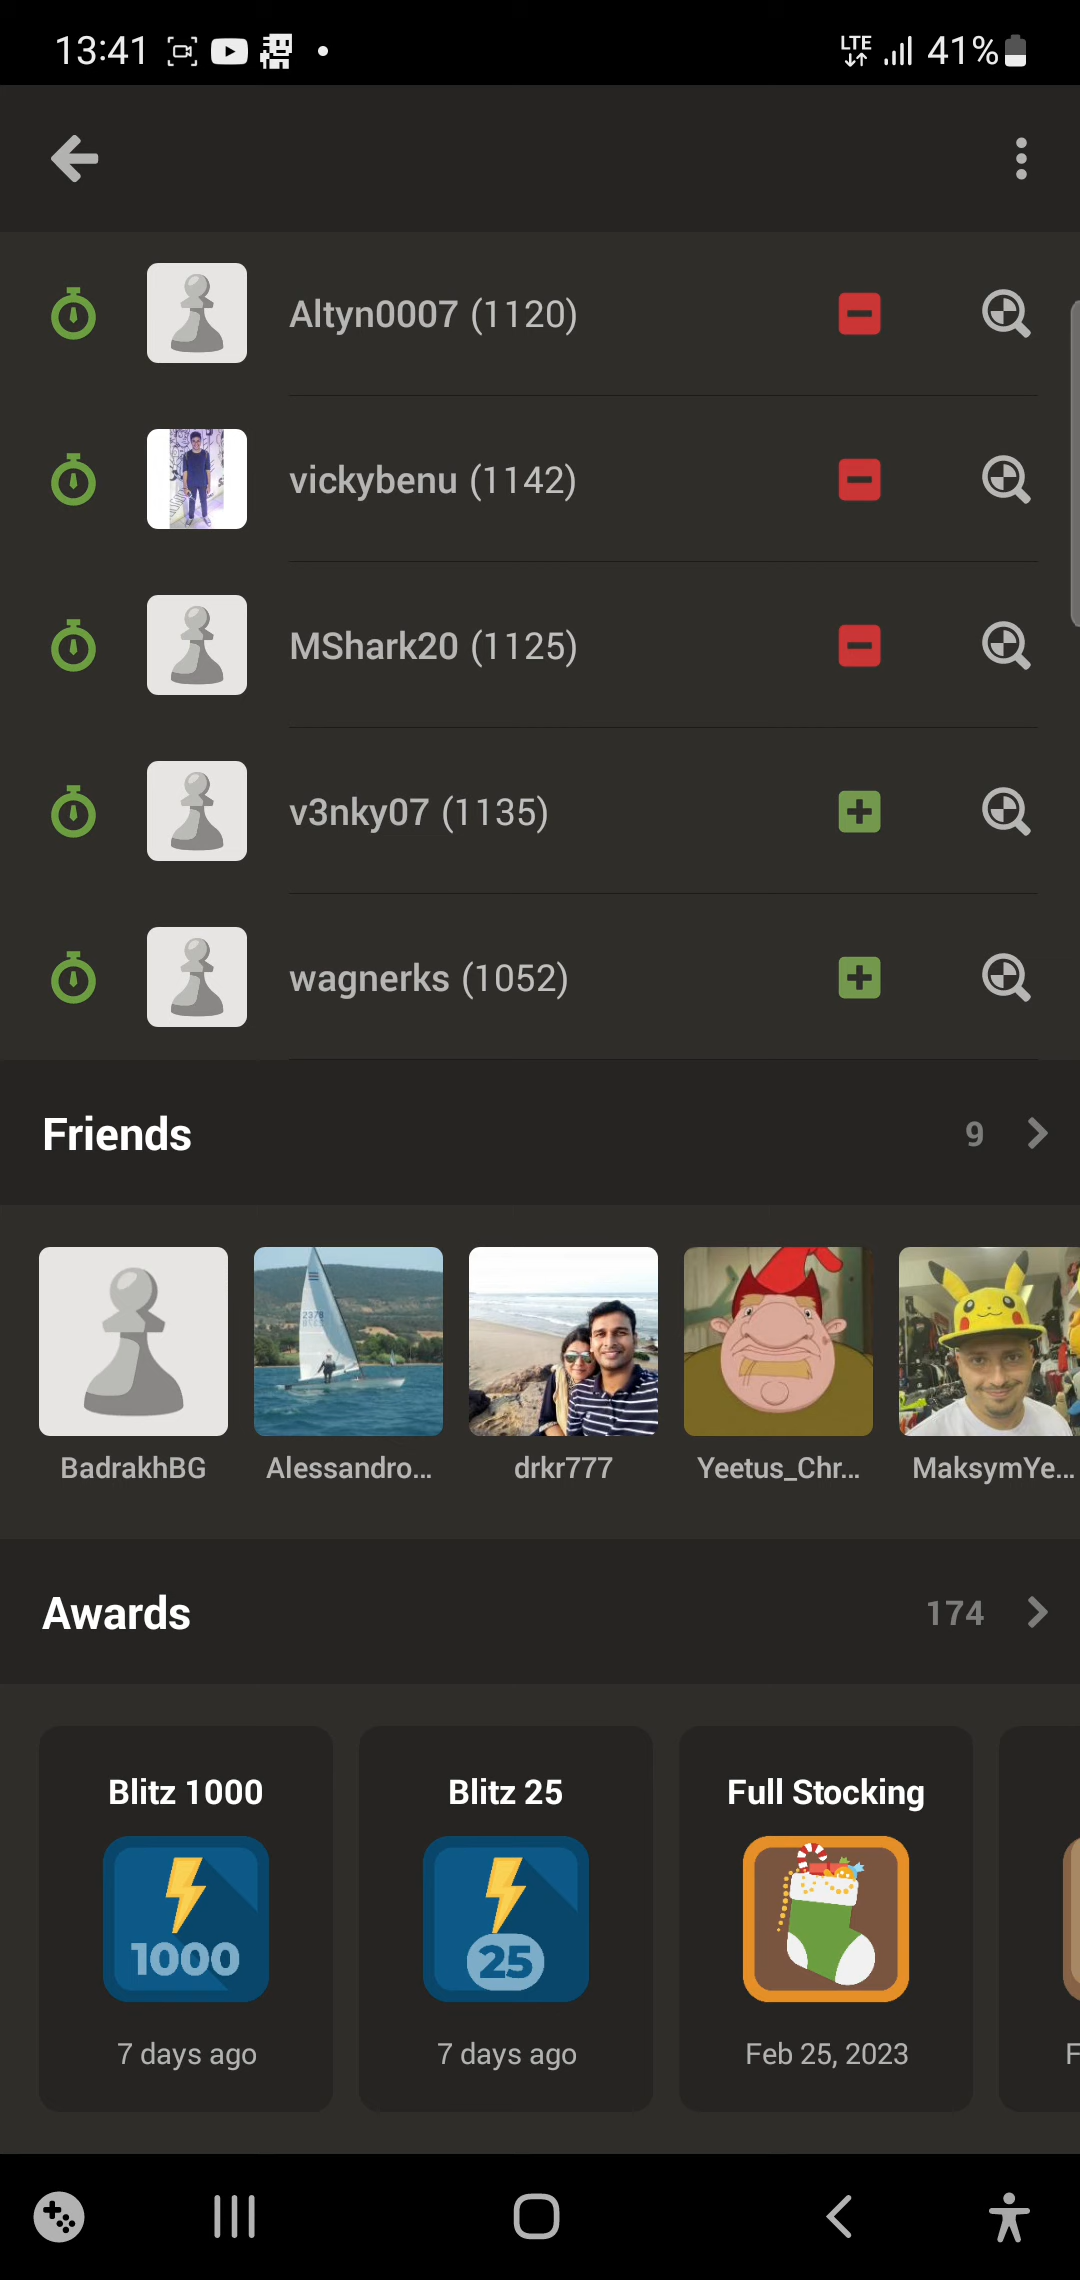 13:41
LTE 41%
Altyn0007 (1120)
vickybenu (1142)
MShark20 (1125)
v3nky07 (1135)
wagnerks (1052)
Friends 9
BadrakhBG Alessandro... drkr777 Yeetus_Chr... MaksymYe...
Awards 174
Blitz 1000 Blitz 25 Full Stocking
1000 25
7 days ago 7 days ago Feb 25, 2023 F